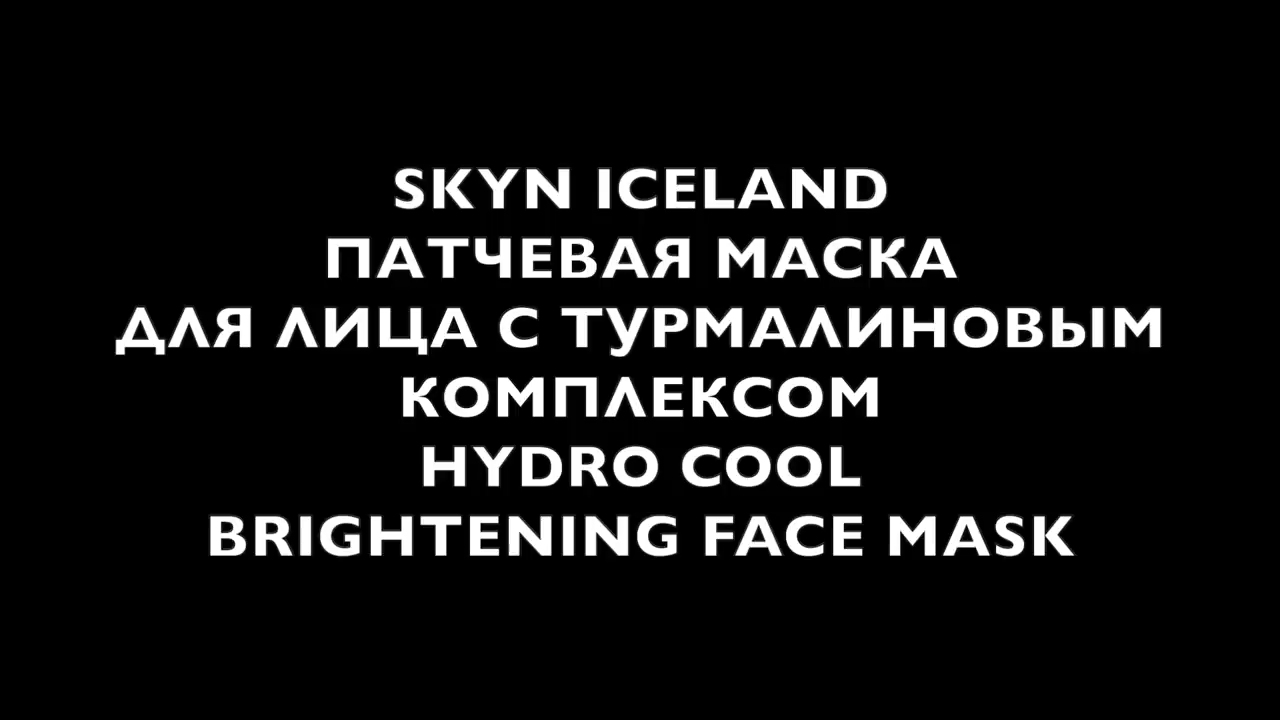 SKYN ICELAND
ПАТЧЕВАЯ МАСКА
ДЛЯ ЛИЦА С ТУРМАЛИНОВЫМ
КОМПЛЕКСОМ
HYDRO COOL
BRIGHTENING FACE MASK